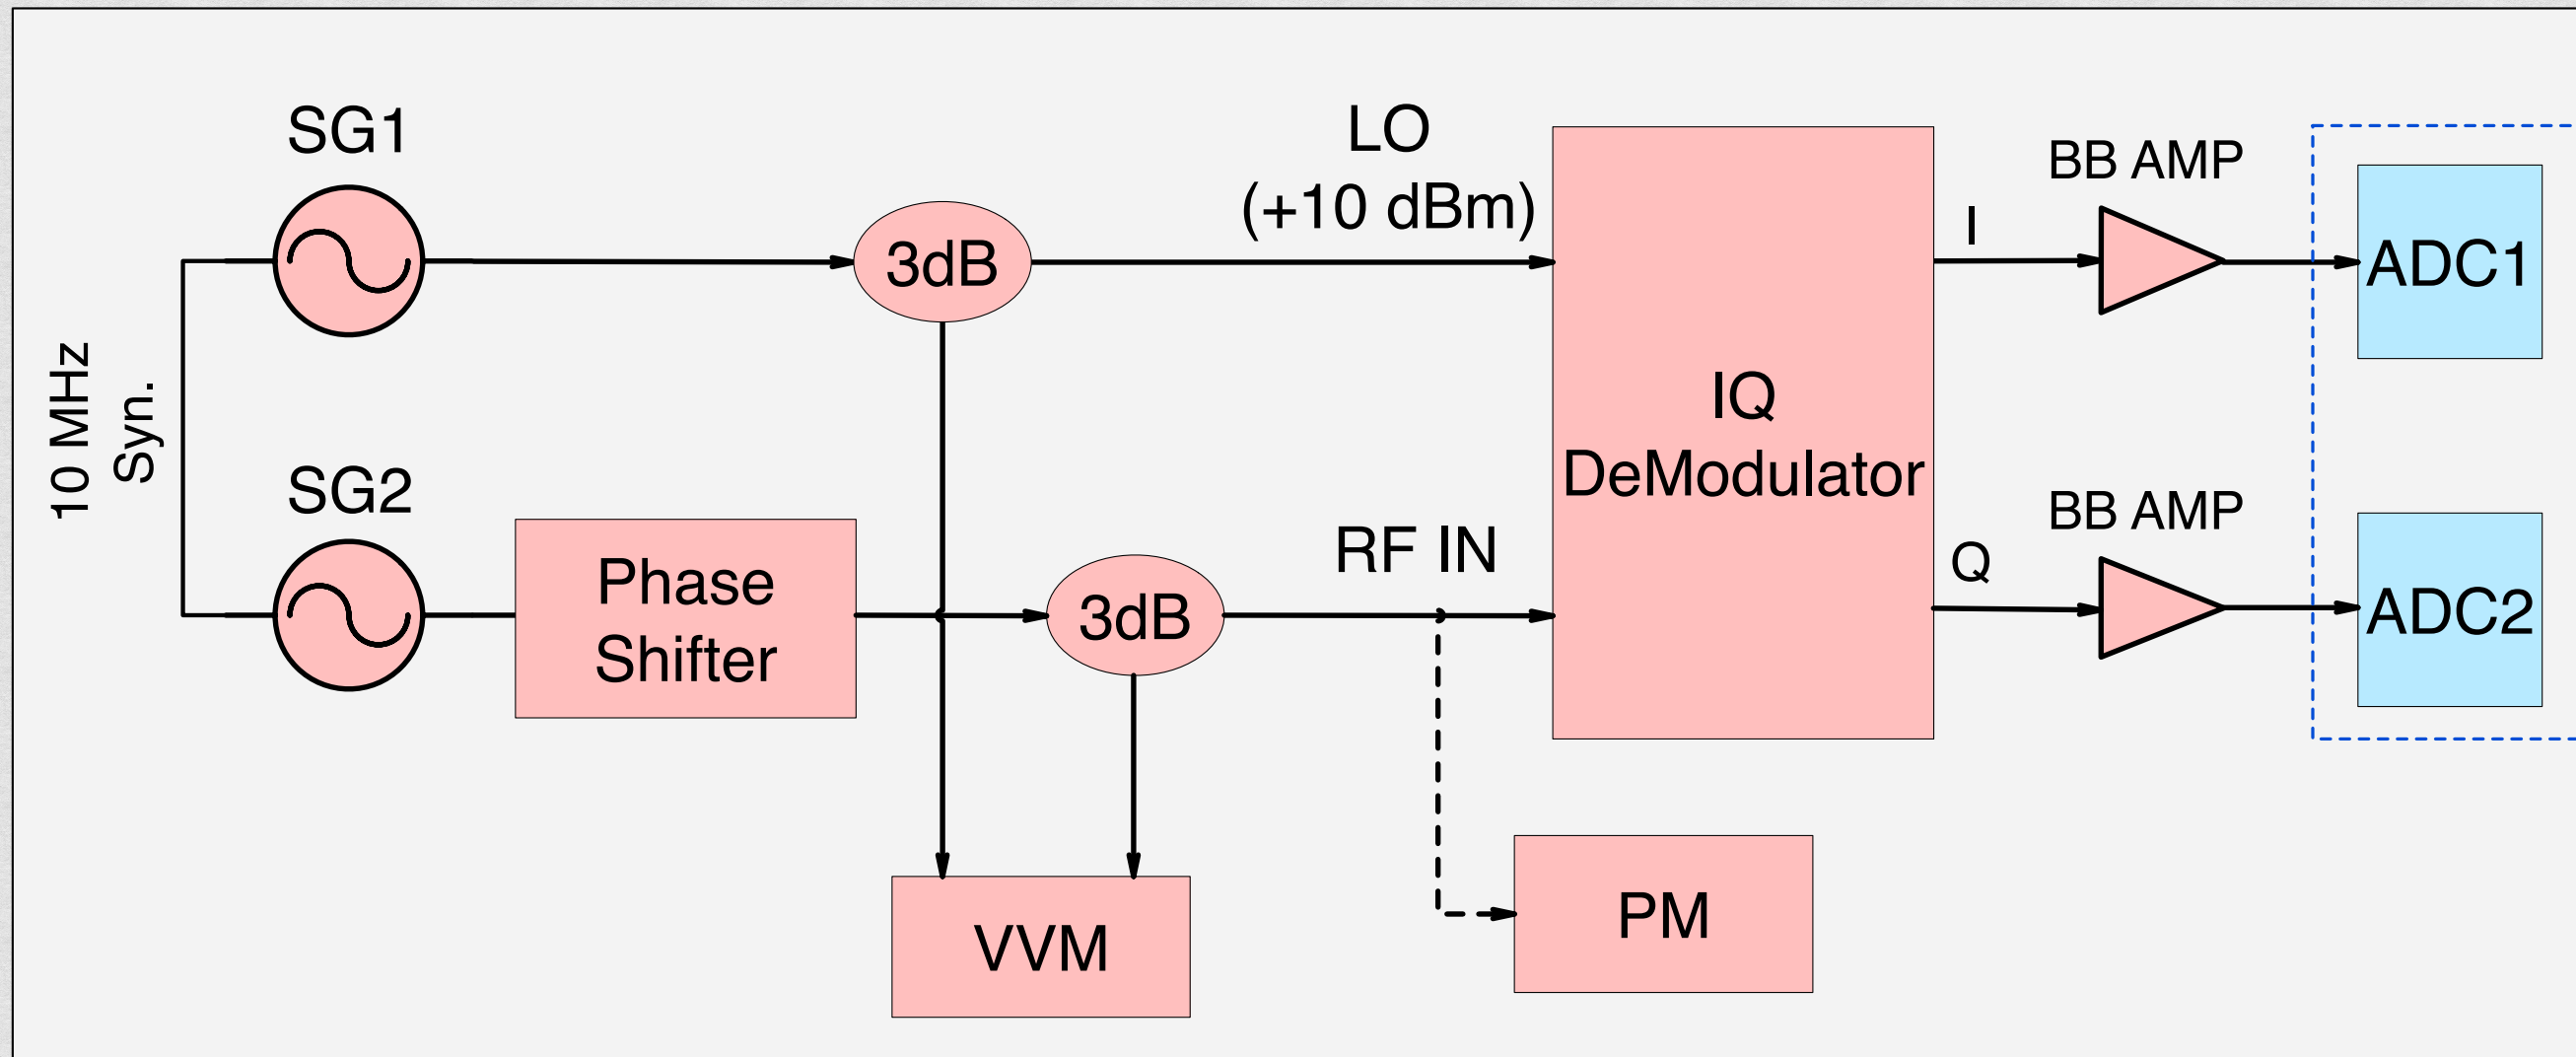 SG1
LO
(+10 dBm)
BB AMP
3dB
I
ADC1
10 MHz
Syn.
IQ
DeModulator
SG2
Phase
Shifter
3dB
RF IN
BB AMP
Q
ADC2
VVM
PM